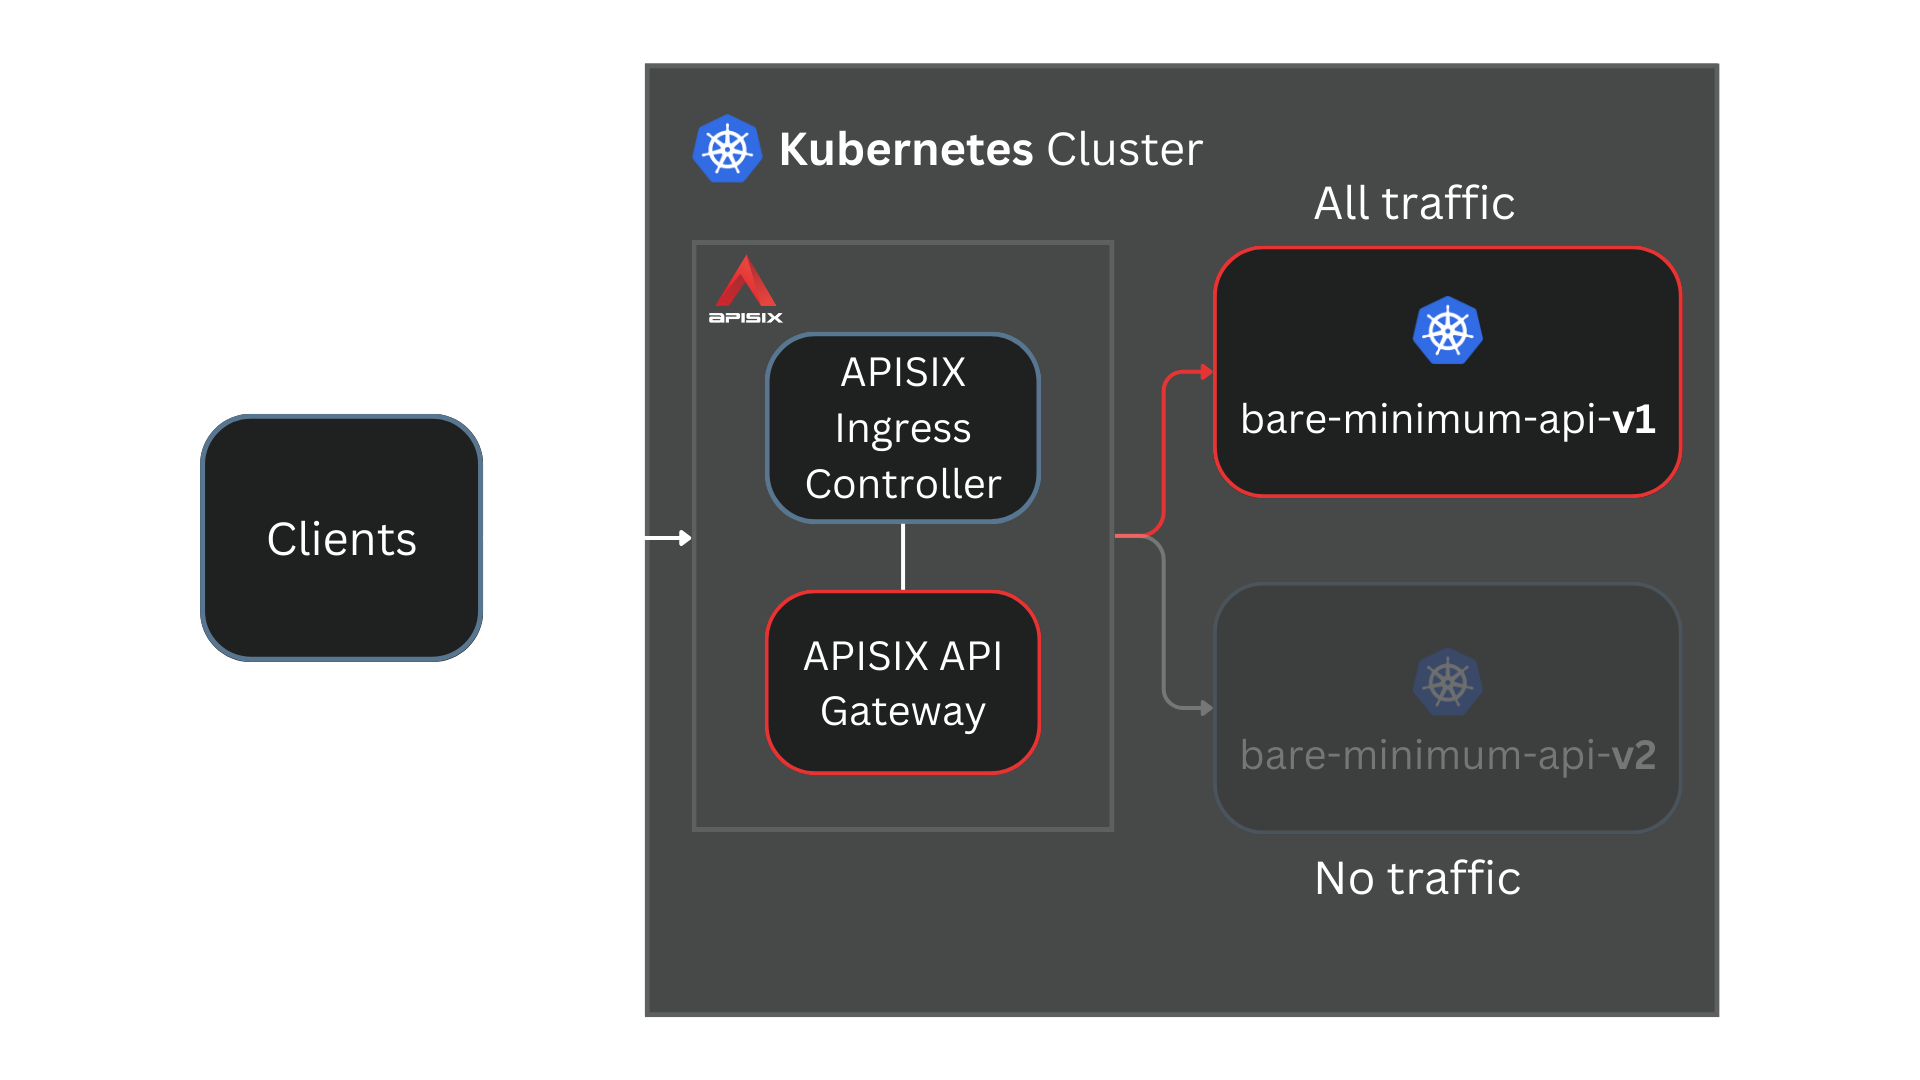 Kubernetes Cluster
All traffic
APISIX
APISIX
Ingress
Controller
bare-minimum-api-v1
Clients
APISIX API
Gateway
bare-minimum-api-v2
No traffic